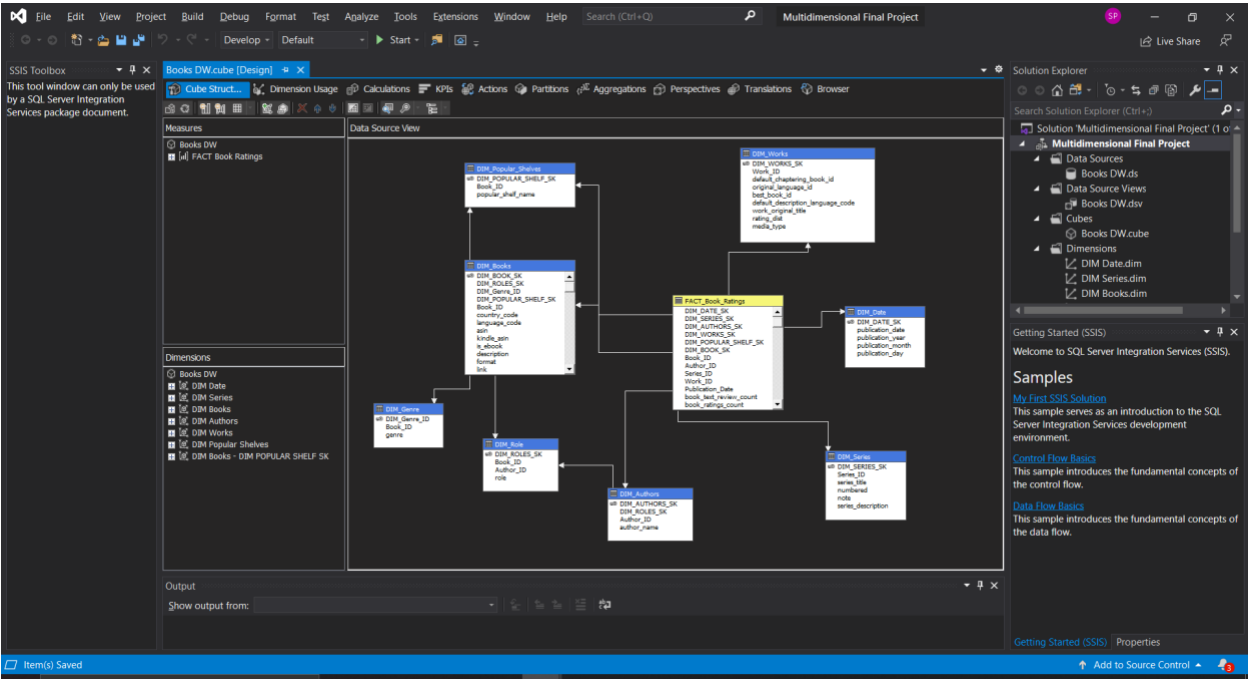 File Edit View Project Build Debug Format Test Analyze Tools Extensions Window Help Search (Ctrl+Q) Multidimensional Final Project SP
Develop Default Start Live Share
SSIS Toolbox
This tool window can only be used
by a SQL Server Integration
Services package document.
Books DW.cube [Design]
Cube Struct... Dimension Usage Calculations KPIs Actions Partitions Aggregations Perspectives Translations Browser
Measures
Books DW
FACT Book Ratings
Dimensions
Books DW
DIM Date
DIM Series
DIM Books
DIM Authors
DIM Works
DIM Popular Shelves
DIM Books - DIM POPULAR SHELF SK
Data Source View
DIM_Popular_Shelves
DIM_POPULAR_SHELF_SK
Book_ID
popular_shelf_name
DIM_Works
DIM_WORKS_SK
Work_ID
default_chaptering_book_id
original_language_id
best_book_id
default_description_language_code
work_original_title
rating_dist
media_type
DIM_Books
DIM_BOOK_SK
DIM_ROLES_SK
DIM_Genre_ID
DIM_POPULAR_SHELF_SK
Book_ID
country_code
language_code
asin
kindle_asin
is_ebook
description
format
link
FACT_Book_Ratings
DIM_DATE_SK
DIM_SERIES_SK
DIM_AUTHORS_SK
DIM_WORKS_SK
DIM_POPULAR_SHELF_SK
DIM_BOOK_SK
Book_ID
Author_ID
Series_ID
Work_ID
Publication_Date
book_text_review_count
book_ratings_count
DIM_Date
DIM_DATE_SK
publication_date
publication_year
publication_month
publication_day
DIM_Genre
DIM_Genre_ID
Book_ID
genre
DIM_Role
DIM_ROLES_SK
Book_ID
Author_ID
role
DIM_Authors
DIM_AUTHORS_SK
DIM_ROLES_SK
Author_ID
author_name
DIM_Series
DIM_SERIES_SK
Series_ID
series_title
numbered
note
series_description
Output
Show output from:
Solution Explorer
Search Solution Explorer (Ctrl+;)
Solution 'Multidimensional Final Project' (1 o
Multidimensional Final Project
Data Sources
Books DW.ds
Data Source Views
Books DW.dsv
Cubes
Books DW.cube
Dimensions
DIM Date.dim
DIM Series.dim
DIM Books.dim
Getting Started (SSIS)
Welcome to SQL Server Integration Services (SSIS).
Samples
My First SSIS Solution
This sample serves as an introduction to the SQL
Server Integration Services development
environment.
Control Flow Basics
This sample introduces the fundamental concepts of
the control flow.
Data Flow Basics
This sample introduces the fundamental concepts of
the data flow.
Getting Started (SSIS) Properties
Item(s) Saved Add to Source Control 3